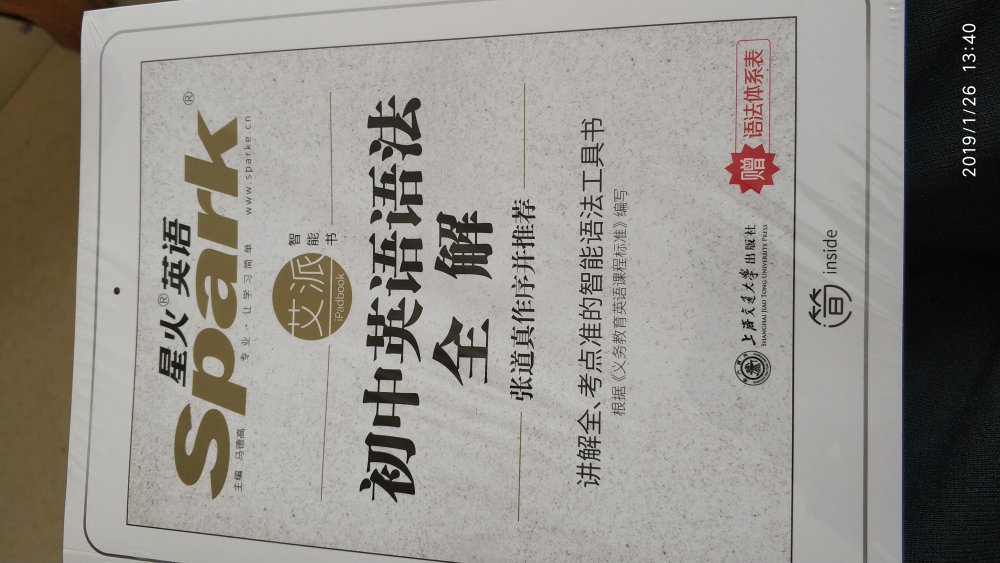 星火®英语
Spark®
主编 马德高
专业·让学习简单
www.sparke.cn
艾派
iPadbook
智能书
初中英语语法
全解
张道真作序并推荐
讲解全、考点准的智能语法工具书
根据《义务教育英语课程标准》编写
赠 语法体系表
上海交通大学出版社
SHANGHAI JIAO TONG UNIVERSITY PRESS
简 inside
2019/1/26 13:40